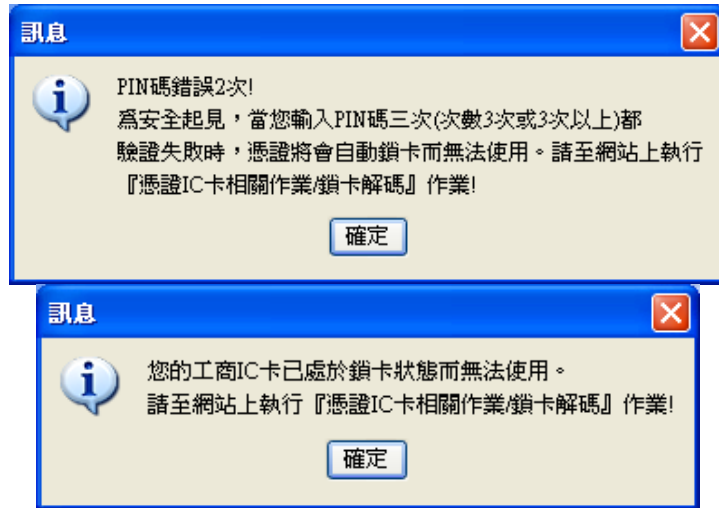 訊息
PIN碼錯誤2次!
為安全起見，當您輸入PIN碼三次(次數3次或3次以上)都
驗證失敗時，憑證將會自動鎖卡而無法使用。請至網站上執行
『憑證IC卡相關作業/鎖卡解碼』作業!
確定
訊息
您的工商IC卡已處於鎖卡狀態而無法使用。
請至網站上執行『憑證IC卡相關作業/鎖卡解碼』作業!
確定